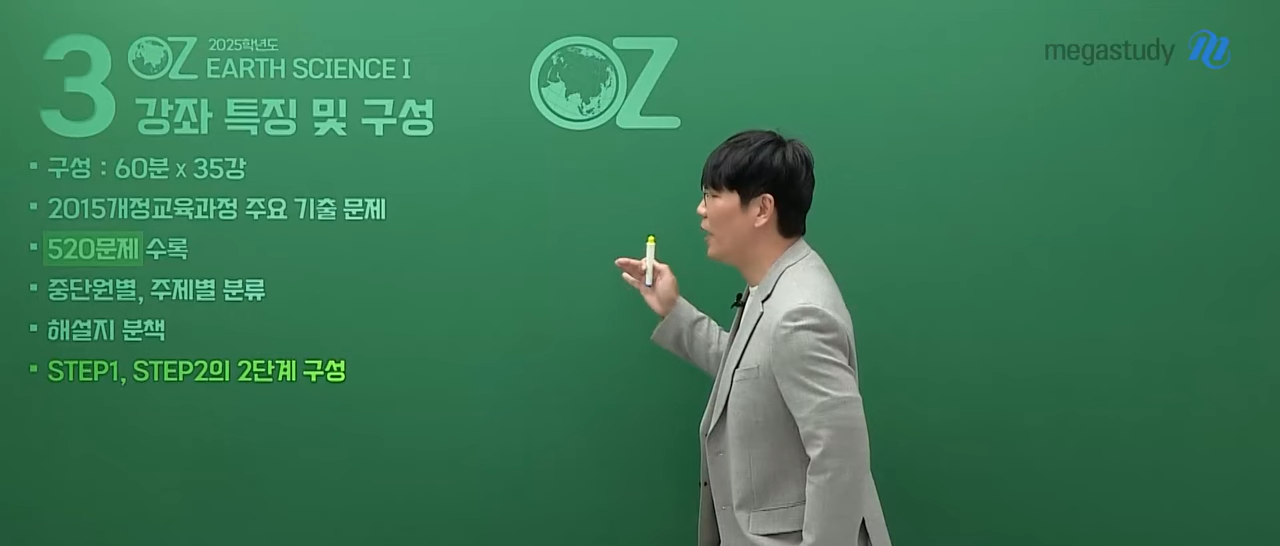 3
OZ 2025학년도
EARTH SCIENCE I
강좌 특징 및 구성
▪ 구성 : 60분 x 35강
▪ 2015개정교육과정 주요 기출 문제
▪ 520문제 수록
▪ 중단원별, 주제별 분류
▪ 해설지 분책
▪ STEP1, STEP2의 2단계 구성
OZ
megastudy m